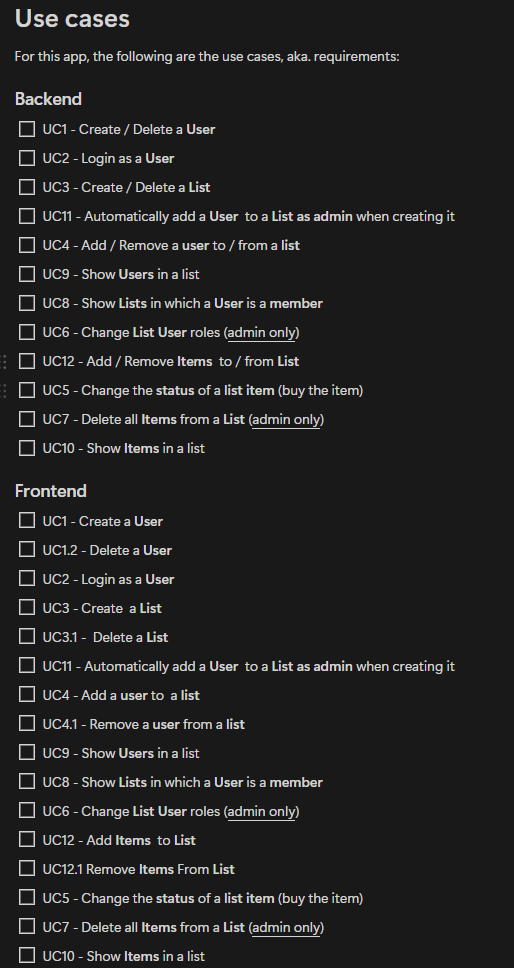 Use cases
For this app, the following are the use cases, aka. requirements:
Backend
UC1 - Create / Delete a User
UC2 - Login as a User
UC3 - Create / Delete a List
UC11 - Automatically add a User to a List as admin when creating it
UC4 - Add / Remove a user to / from a list
UC9 - Show Users in a list
UC8 - Show Lists in which a User is a member
UC6 - Change List User roles (admin only)
UC12 - Add / Remove Items to / from List
UC5 - Change the status of a list item (buy the item)
UC7 - Delete all Items from a List (admin only)
UC10 - Show Items in a list
Frontend
UC1 - Create a User
UC1.2 - Delete a User
UC2 - Login as a User
UC3 - Create a List
UC3.1 - Delete a List
UC11 - Automatically add a User to a List as admin when creating it
UC4 - Add a user to a list
UC4.1 - Remove a user from a list
UC9 - Show Users in a list
UC8 - Show Lists in which a User is a member
UC6 - Change List User roles (admin only)
UC12 - Add Items to List
UC12.1 Remove Items From List
UC5 - Change the status of a list item (buy the item)
UC7 - Delete all Items from a List (admin only)
UC10 - Show Items in a list